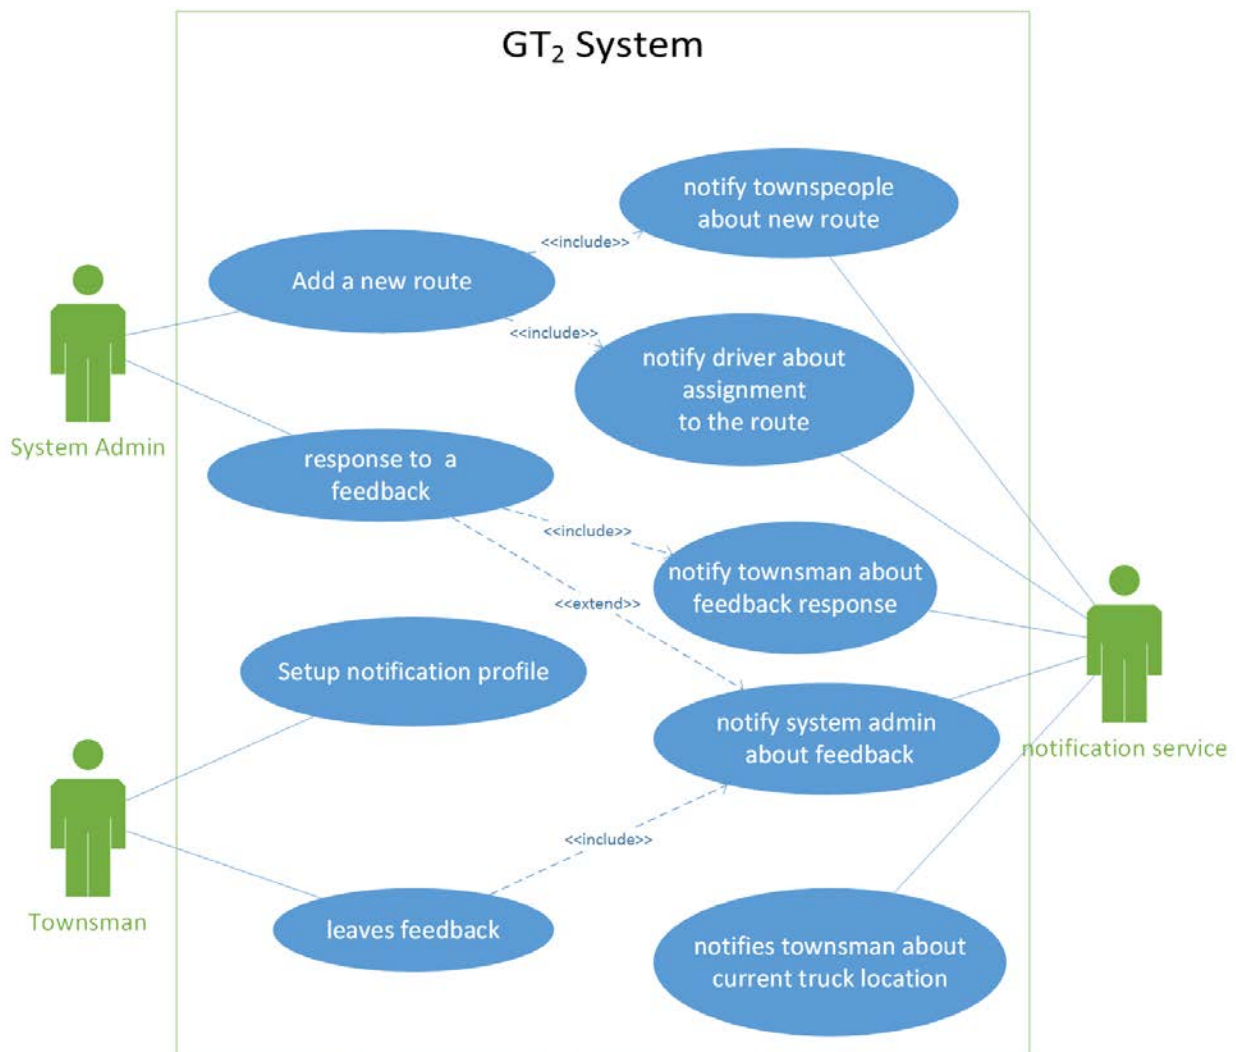 GT₂ System
notify townspeople
about new route
<<include>>
Add a new route
<<include>>
notify driver about
assignment
to the route
System Admin
response to a
feedback
<<include>>
notify townsman about
feedback response
<<extend>>
Setup notification profile
notify system admin
about feedback
notification service
<<include>>
Townsman
leaves feedback
notifies townsman about
current truck location